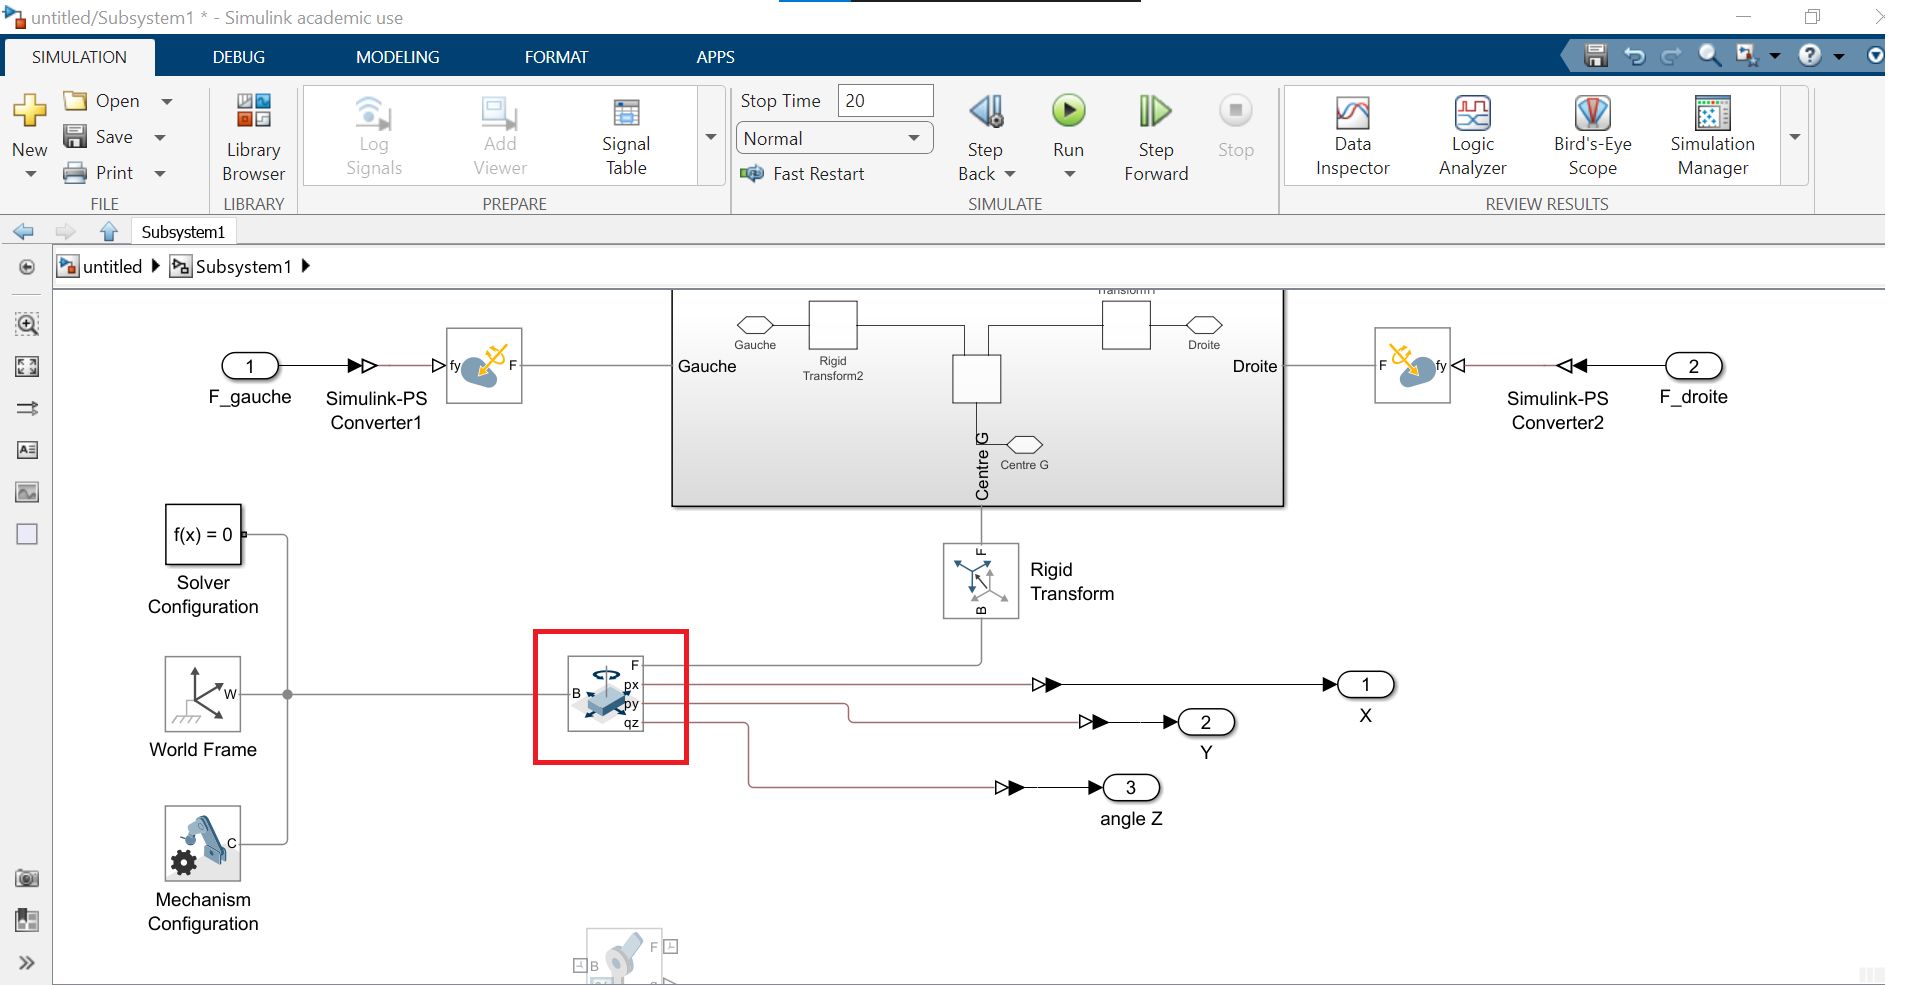 untitled/Subsystem1 * - Simulink academic use
SIMULATION
DEBUG
MODELING
FORMAT
APPS
New
Open
Save
Print
FILE
Library
Browser
LIBRARY
Log
Signals
Add
Viewer
Signal
Table
PREPARE
Stop Time
20
Normal
Fast Restart
Step
Back
Run
Step
Forward
Stop
SIMULATE
Data
Inspector
Logic
Analyzer
Bird's-Eye
Scope
Simulation
Manager
REVIEW RESULTS
Subsystem1
untitled
Subsystem1
1
F_gauche
Simulink-PS
Converter1
fy
F
Gauche
Gauche
Rigid
Transform2
Transform1
Droite
Droite
Centre G
Centre G
F
fy
Simulink-PS
Converter2
2
F_droite
f(x) = 0
Solver
Configuration
F
B
Rigid
Transform
W
World Frame
B
F
px
py
qz
1
X
2
Y
3
angle Z
C
Mechanism
Configuration
B
F